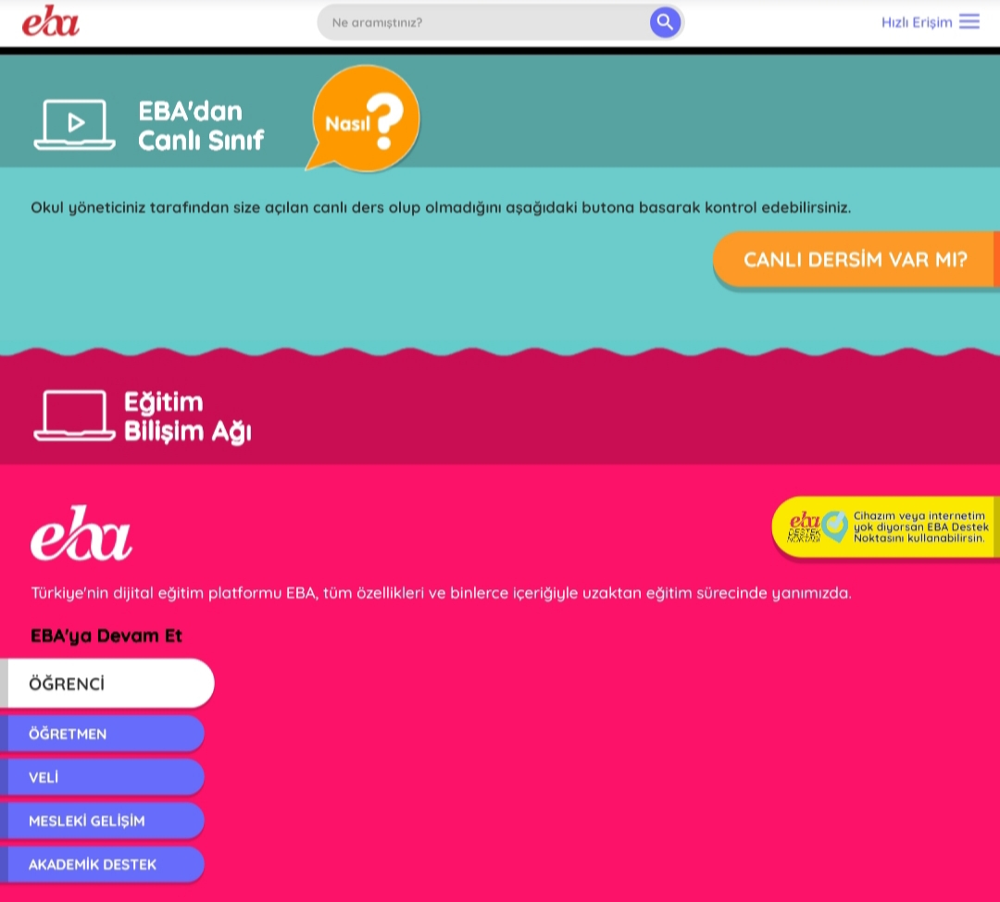 eba
Ne aramıştınız?
Hızlı Erişim
EBA'dan
Canlı Sınıf
Nasıl?
Okul yöneticiniz tarafından size açılan canlı ders olup olmadığını aşağıdaki butona basarak kontrol edebilirsiniz.
CANLI DERSİM VAR MI?
Eğitim
Bilişim Ağı
eba
eba
DESTEK
NOKTASI
Cihazım veya internetim
yok diyorsan EBA Destek
Noktasını kullanabilirsin.
Türkiye'nin dijital eğitim platformu EBA, tüm özellikleri ve binlerce içeriğiyle uzaktan eğitim sürecinde yanımızda.
EBA'ya Devam Et
ÖĞRENCİ
ÖĞRETMEN
VELİ
MESLEKİ GELİŞİM
AKADEMİK DESTEK